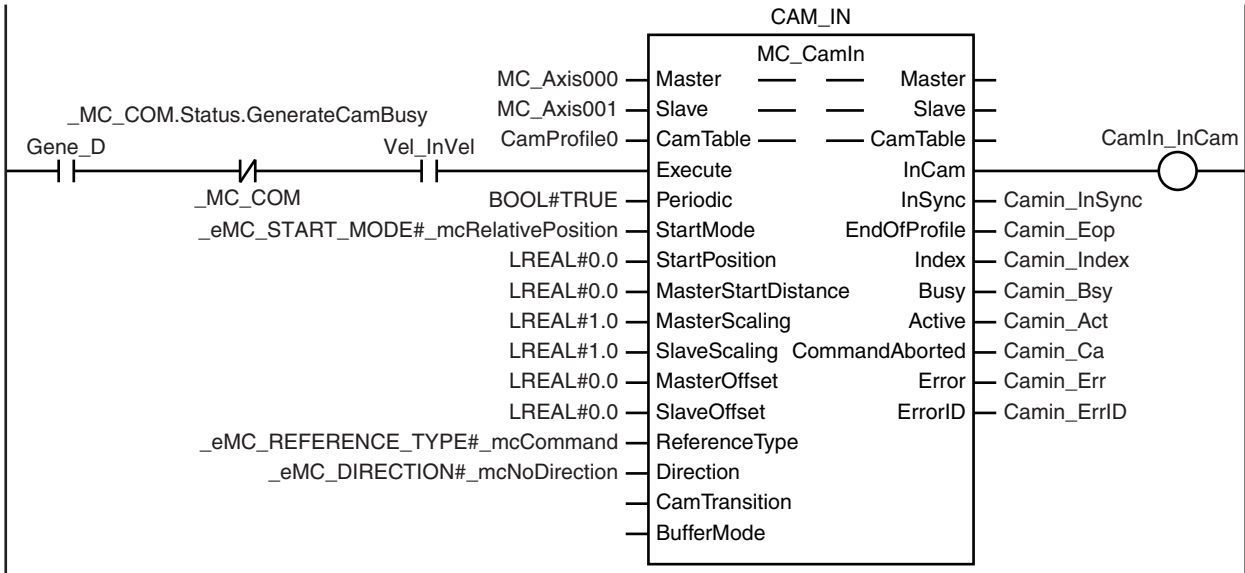 CAM_IN
MC_CamIn
MC_Axis000 Master Master
_MC_COM.Status.GenerateCamBusy MC_Axis001 Slave Slave
Gene_D Vel_InVel CamProfile0 CamTable CamTable CamIn_InCam
Execute InCam
_MC_COM BOOL#TRUE Periodic InSync Camin_InSync
_eMC_START_MODE#_mcRelativePosition StartMode EndOfProfile Camin_Eop
LREAL#0.0 StartPosition Index Camin_Index
LREAL#0.0 MasterStartDistance Busy Camin_Bsy
LREAL#1.0 MasterScaling Active Camin_Act
LREAL#1.0 SlaveScaling CommandAborted Camin_Ca
LREAL#0.0 MasterOffset Error Camin_Err
LREAL#0.0 SlaveOffset ErrorID Camin_ErrID
_eMC_REFERENCE_TYPE#_mcCommand ReferenceType
_eMC_DIRECTION#_mcNoDirection Direction
CamTransition
BufferMode